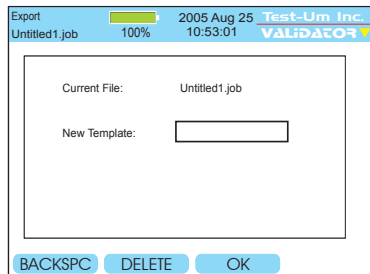 Export 2005 Aug 25 Test-Um Inc.
Untitled1.job 100% 10:53:01 VALIDATOR
Current File: Untitled1.job
New Template:
BACKSPC DELETE OK